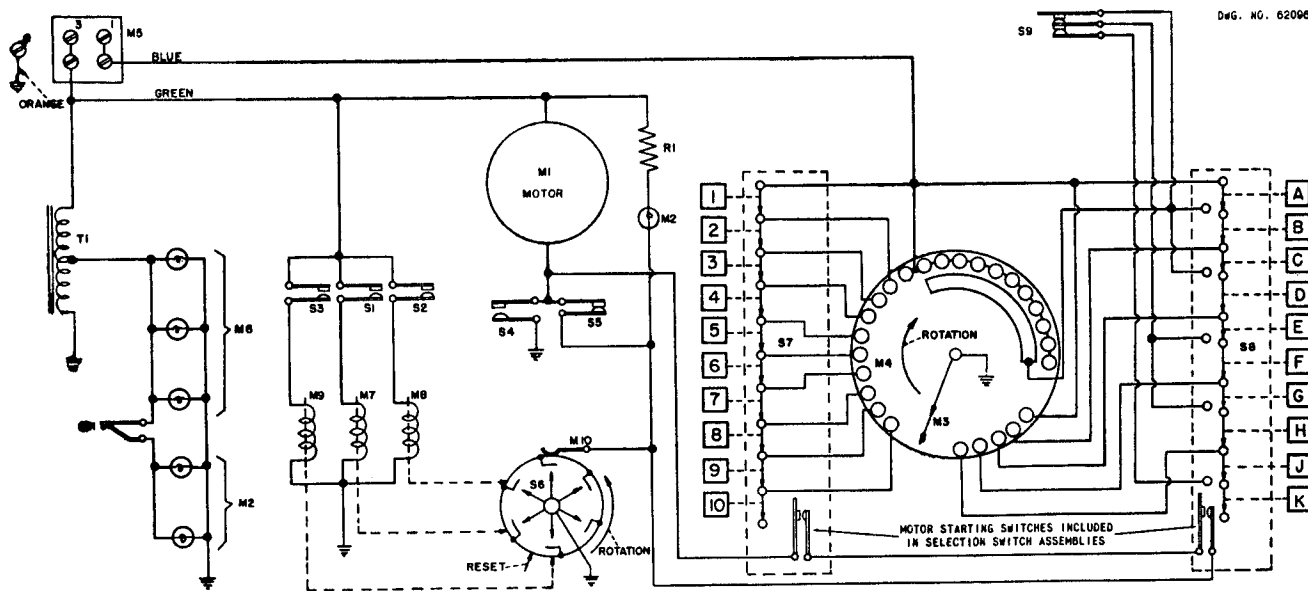 DWG. NO. 62096
3 1 M5
S9
BLUE
ORANGE
GREEN
R1
M1
MOTOR
M2
T1
1
2
3
4
5
6
7
8
9
10
A
B
C
D
E
F
G
H
J
K
S7
S8
ROTATION
M4
M3
M6
S3 S1 S2
S4 S5
M9 M7 M8
M10
S6
M2
ROTATION
RESET
MOTOR STARTING SWITCHES INCLUDED
IN SELECTION SWITCH ASSEMBLIES